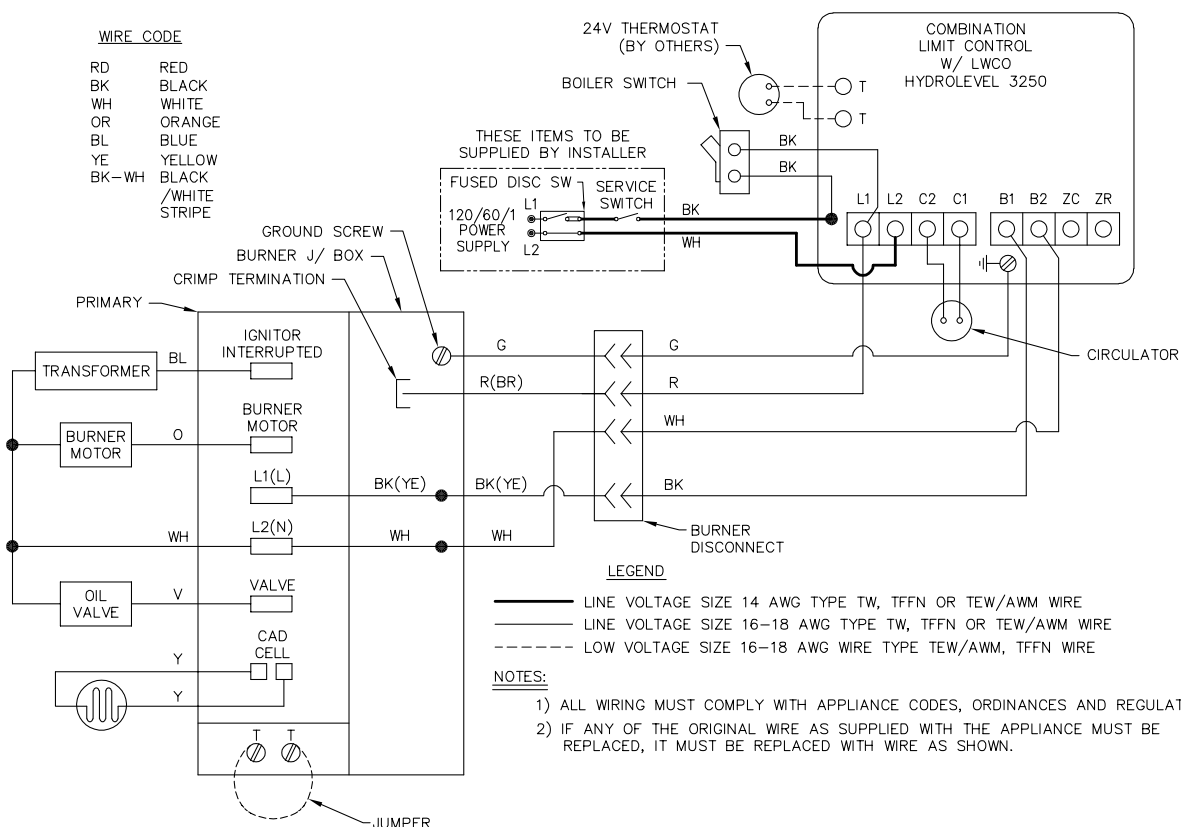 WIRE CODE
RD RED
BK BLACK
WH WHITE
OR ORANGE
BL BLUE
YE YELLOW
BK-WH BLACK
/WHITE
STRIPE
24V THERMOSTAT
(BY OTHERS)
BOILER SWITCH
COMBINATION
LIMIT CONTROL
W/ LWCO
HYDROLEVEL 3250
T
T
BK
BK
THESE ITEMS TO BE
SUPPLIED BY INSTALLER
FUSED DISC SW
SERVICE
SWITCH
L1
120/60/1
POWER
SUPPLY
L2
BK
WH
L1 L2 C2 C1 B1 B2 ZC ZR
GROUND SCREW
BURNER J/ BOX
CRIMP TERMINATION
PRIMARY
CIRCULATOR
IGNITOR
INTERRUPTED
TRANSFORMER
BL
G
G
R(BR)
R
BURNER
MOTOR
BURNER
MOTOR
O
WH
L1(L)
BK(YE)
BK(YE)
BK
L2(N)
WH
WH
WH
BURNER
DISCONNECT
VALVE
OIL
VALVE
V
CAD
CELL
Y
Y
T T
JUMPER
LEGEND
LINE VOLTAGE SIZE 14 AWG TYPE TW, TFFN OR TEW/AWM WIRE
LINE VOLTAGE SIZE 16-18 AWG TYPE TW, TFFN OR TEW/AWM WIRE
LOW VOLTAGE SIZE 16-18 AWG WIRE TYPE TEW/AWM, TFFN WIRE
NOTES:
1) ALL WIRING MUST COMPLY WITH APPLIANCE CODES, ORDINANCES AND REGULAT
2) IF ANY OF THE ORIGINAL WIRE AS SUPPLIED WITH THE APPLIANCE MUST BE
REPLACED, IT MUST BE REPLACED WITH WIRE AS SHOWN.